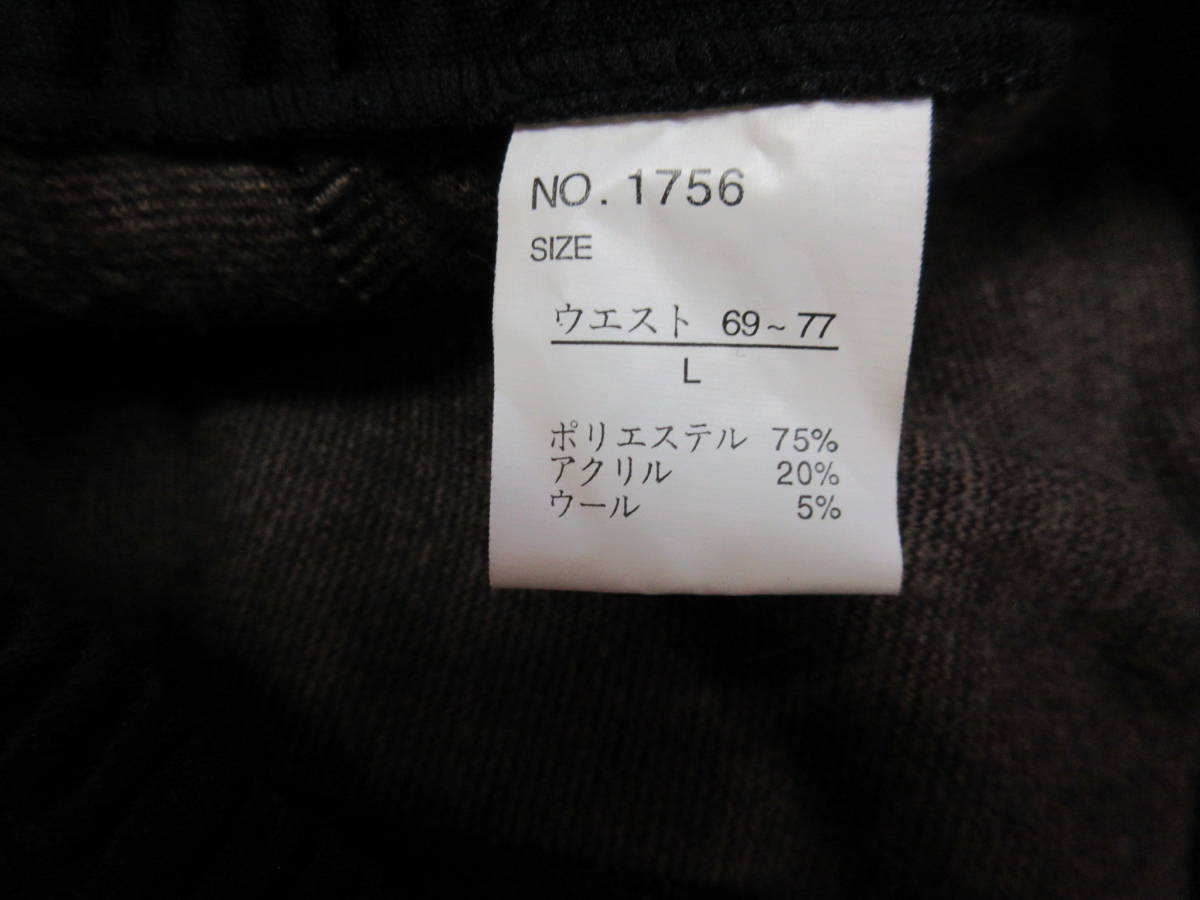 NO. 1756
SIZE
ウエスト 69~77
L
ポリエステル 75%
アクリル 20%
ウール 5%